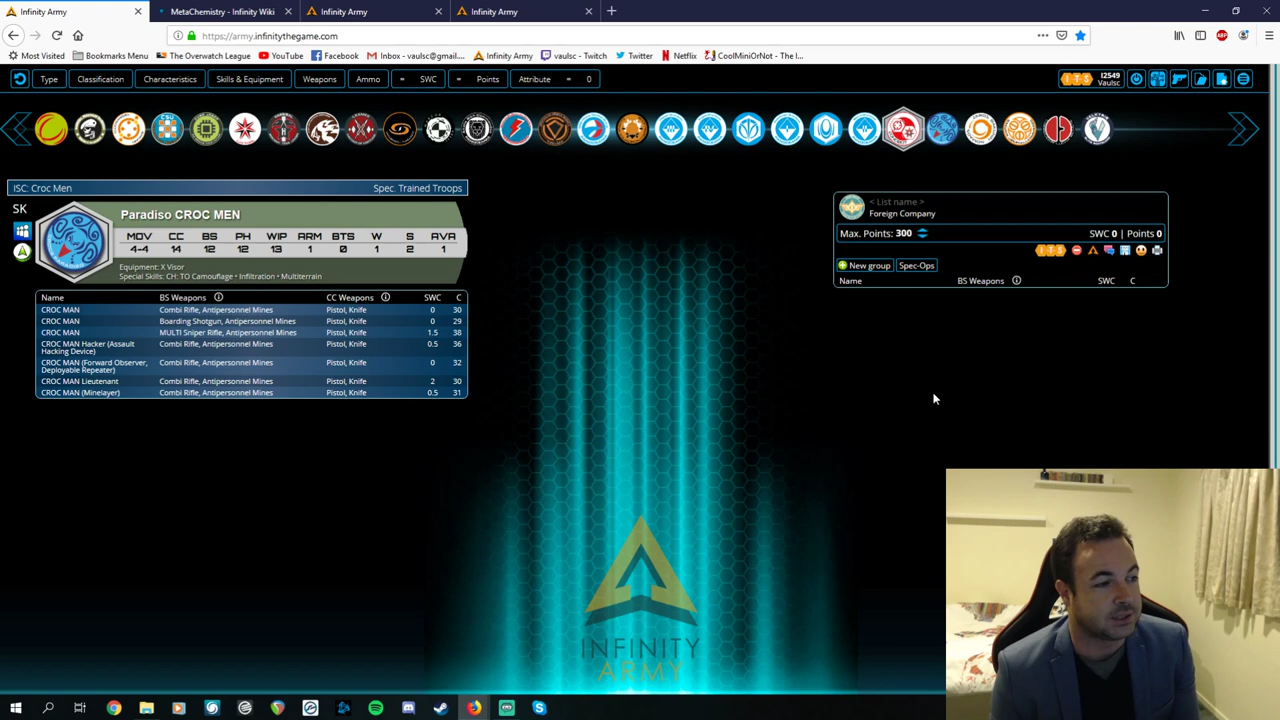 Infinity Army
MetaChemistry - Infinity Wiki
Infinity Army
Infinity Army
https://army.infinitythegame.com
Most Visited
Bookmarks Menu
The Overwatch League
YouTube
Facebook
Inbox - vaulsc@gmail....
Infinity Army
vaulsc - Twitch
Twitter
Netflix
CoolMiniOrNot - The I...
Type
Classification
Characteristics
Skills & Equipment
Weapons
Ammo
= SWC
= Points
Attribute = 0
ITS
I2549
Vaulsc
CSU
ISC: Croc Men Spec. Trained Troops
SK
Paradiso CROC MEN
MOV CC BS PH WIP ARM BTS W S AVA
4-4 14 12 12 13 1 0 1 2 1
Equipment: X Visor
Special Skills: CH: TO Camouflage • Infiltration • Multiterrain
Name BS Weapons CC Weapons SWC C
CROC MAN Combi Rifle, Antipersonnel Mines Pistol, Knife 0 30
CROC MAN Boarding Shotgun, Antipersonnel Mines Pistol, Knife 0 29
CROC MAN MULTI Sniper Rifle, Antipersonnel Mines Pistol, Knife 1.5 38
CROC MAN Hacker (Assault Combi Rifle, Antipersonnel Mines Pistol, Knife 0.5 36
Hacking Device)
CROC MAN (Forward Observer, Combi Rifle, Antipersonnel Mines Pistol, Knife 0 32
Deployable Repeater)
CROC MAN Lieutenant Combi Rifle, Antipersonnel Mines Pistol, Knife 2 30
CROC MAN (Minelayer) Combi Rifle, Antipersonnel Mines Pistol, Knife 0.5 31
< List name >
Foreign Company
Max. Points: 300 SWC 0 | Points 0
ITS
New group Spec-Ops
Name BS Weapons SWC C
INFINITY
ARMY